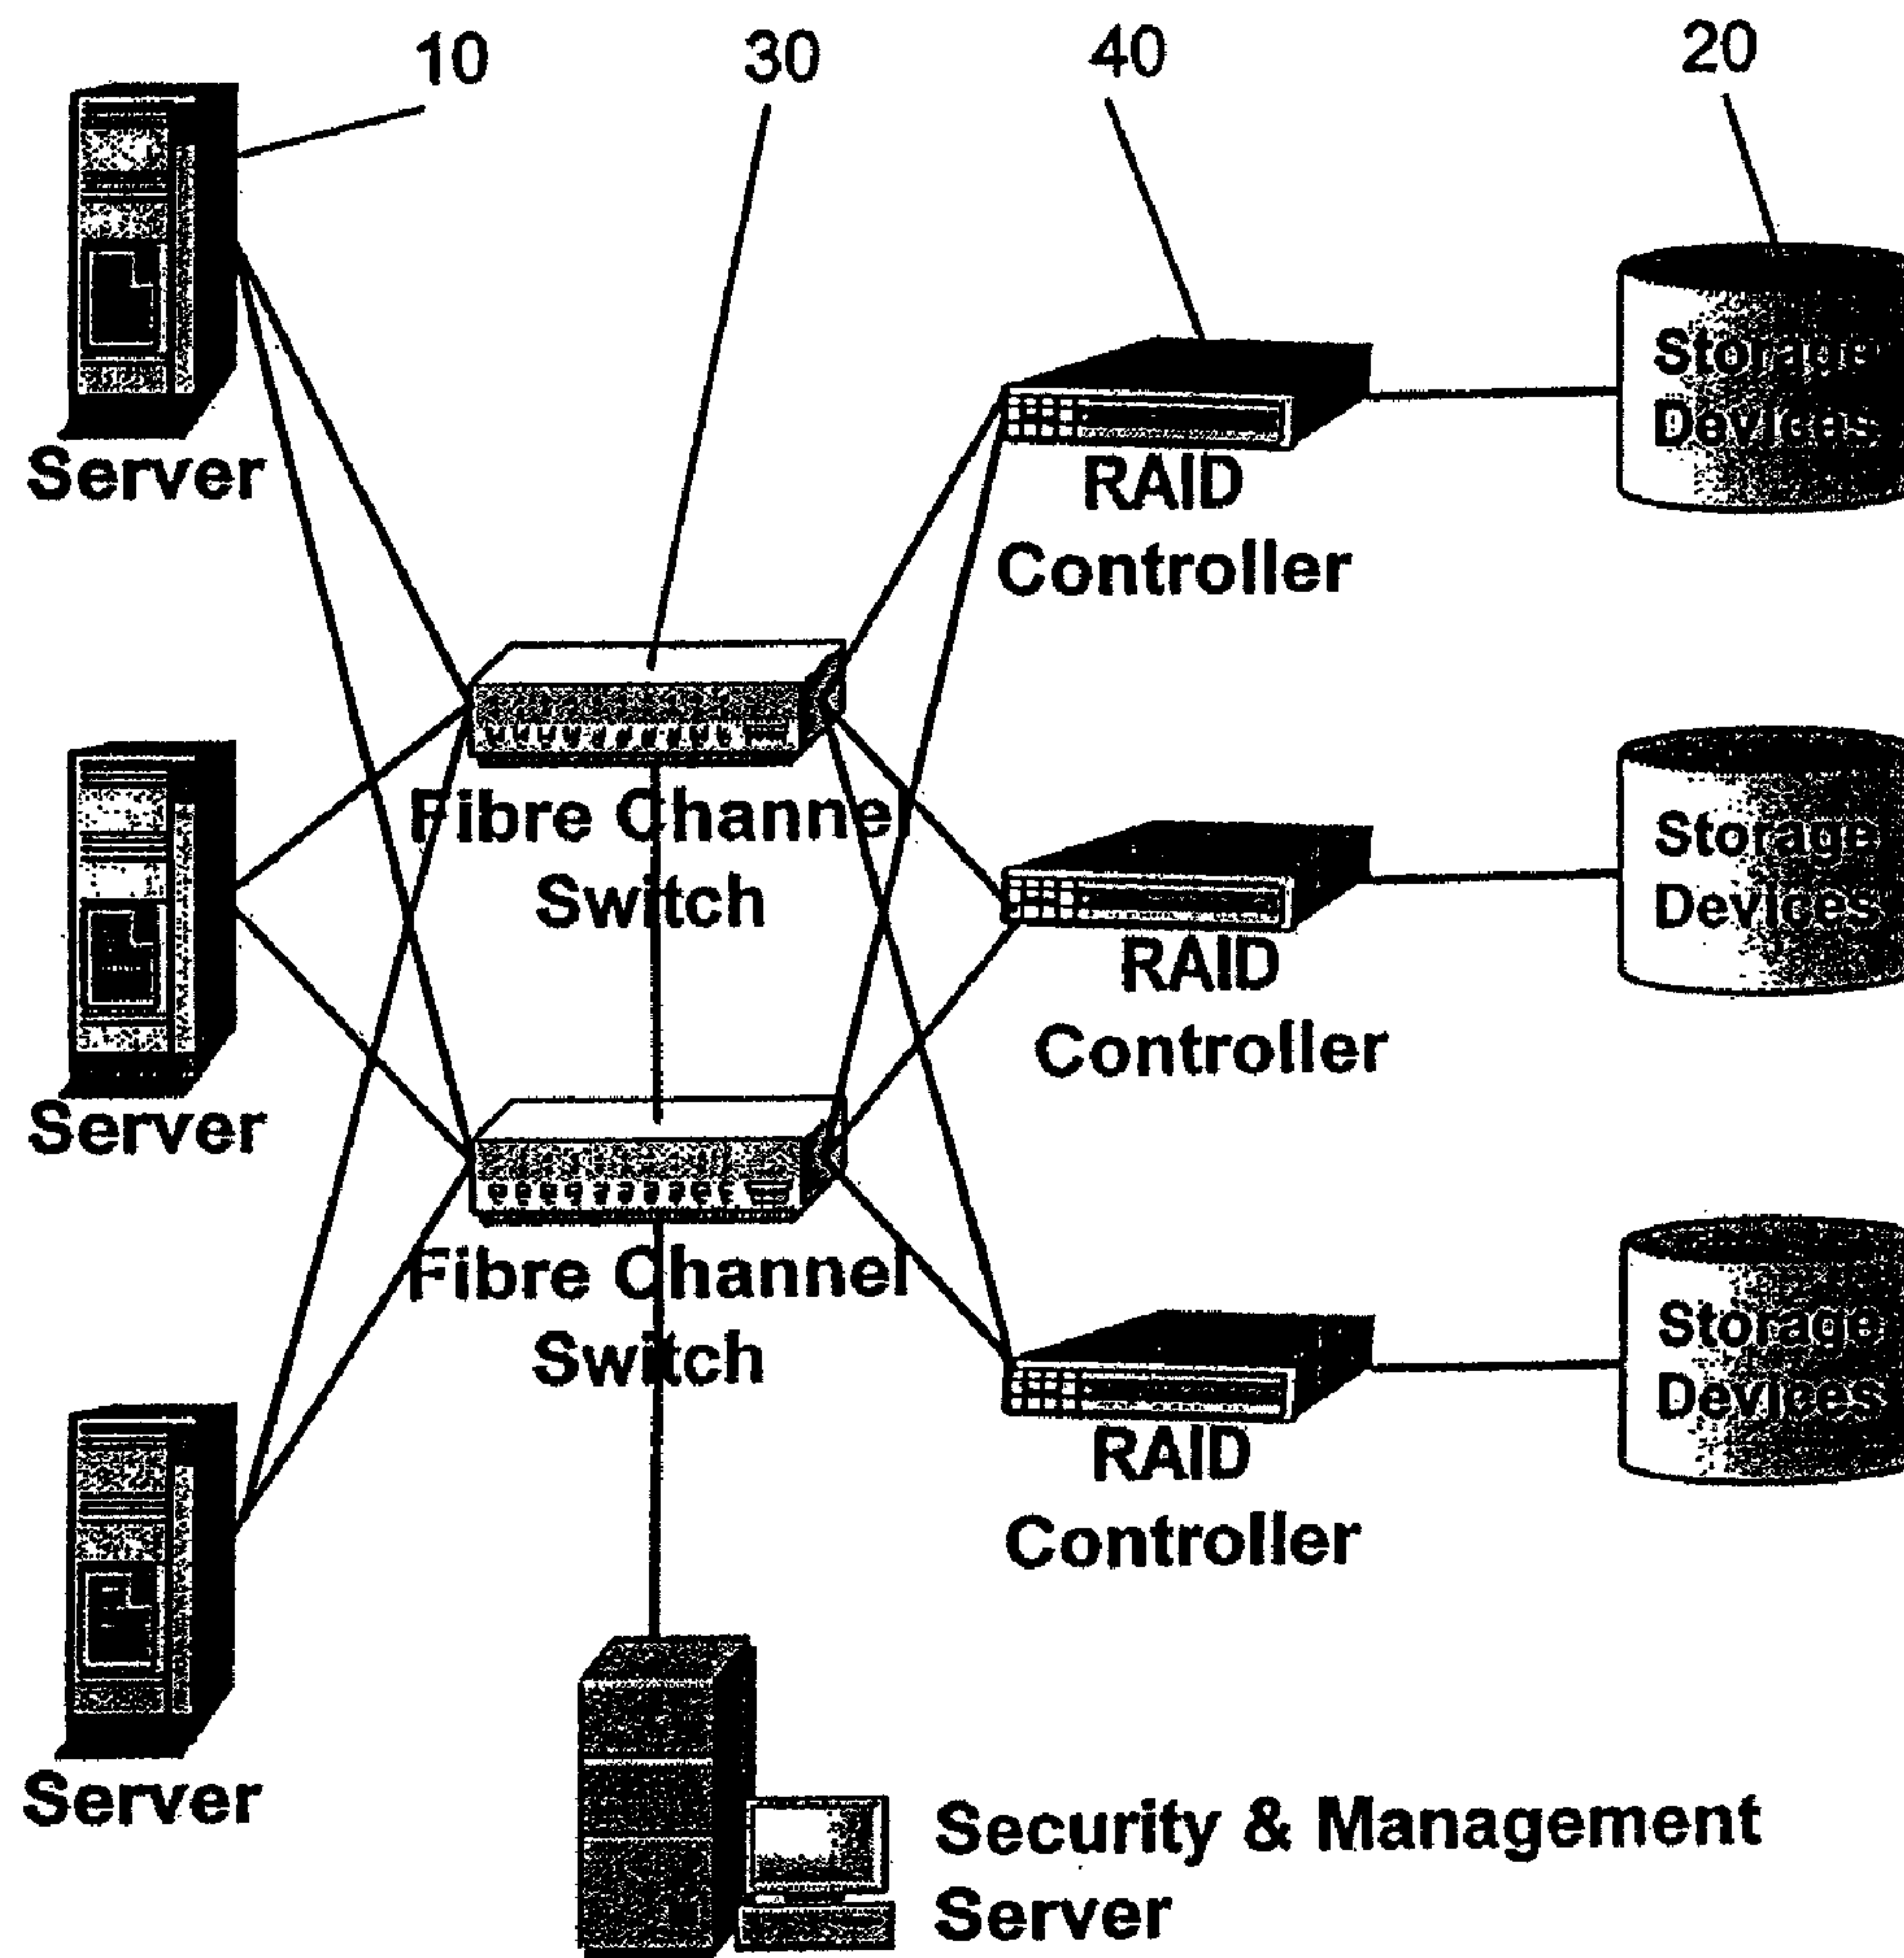 10
30
40
20
Server
RAID
Controller
Storage
Devices
Fibre Channel
Switch
Server
RAID
Controller
Storage
Devices
Fibre Channel
Switch
Server
RAID
Controller
Storage
Devices
Security & Management
Server